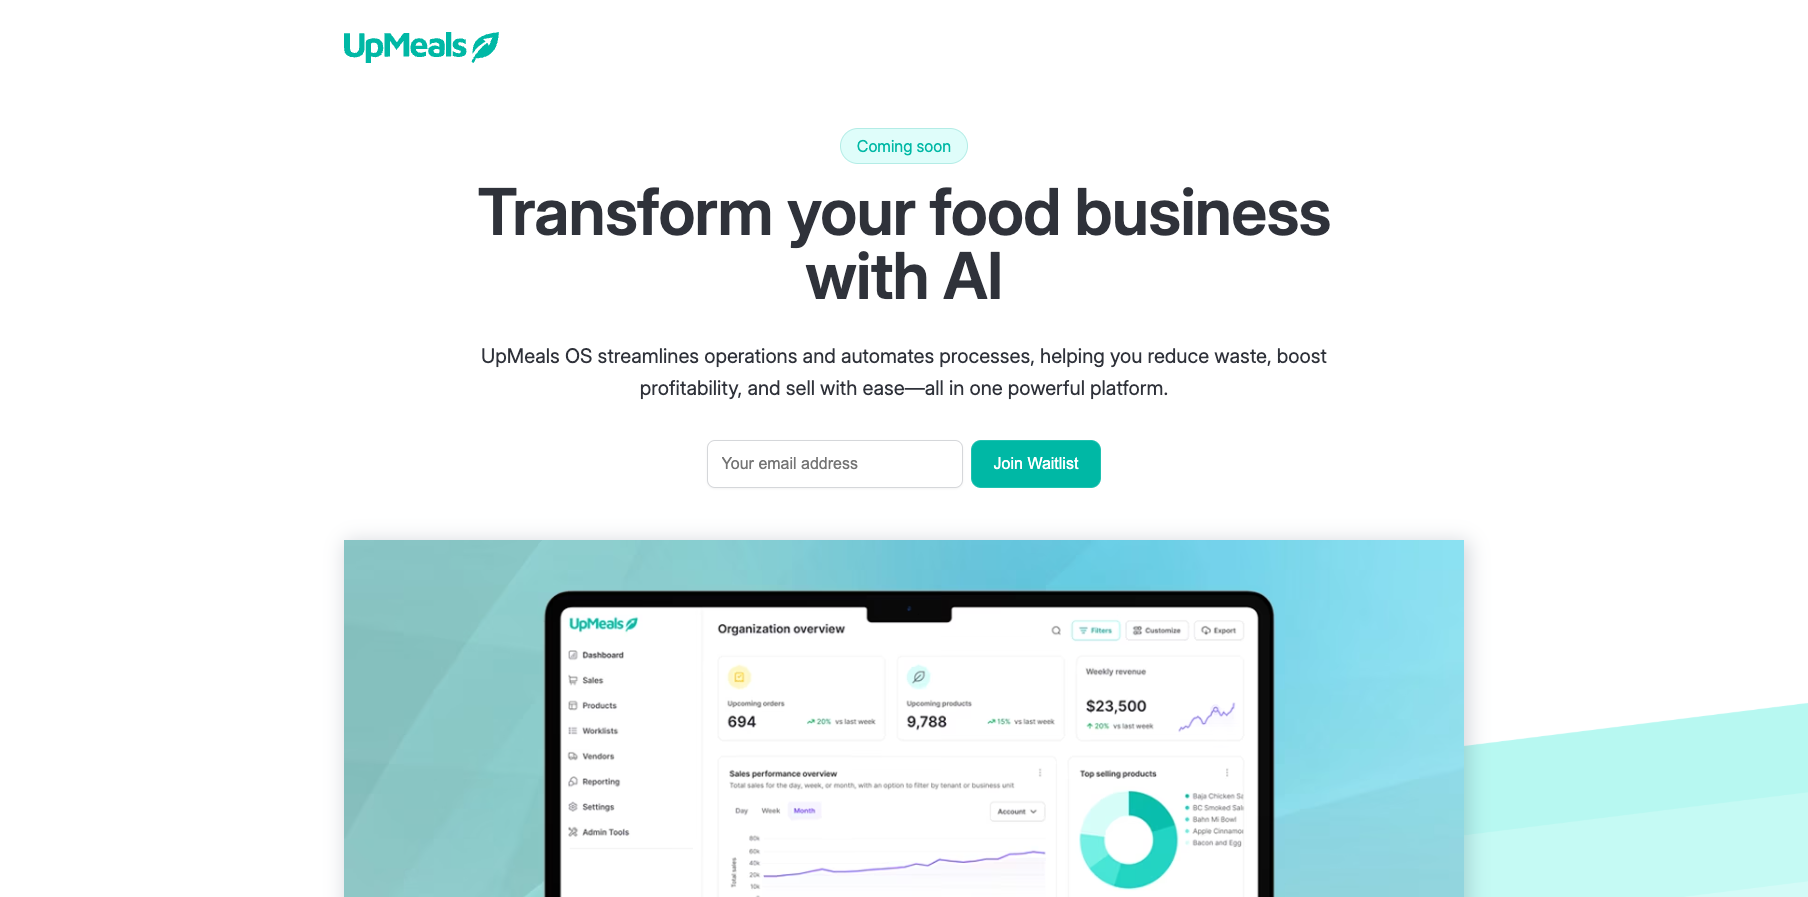 UpMeals
Coming soon
Transform your food business
with AI
UpMeals OS streamlines operations and automates processes, helping you reduce waste, boost
profitability, and sell with ease—all in one powerful platform.
Your email address
Join Waitlist
UpMeals
Dashboard
Sales
Products
Worklists
Vendors
Reporting
Settings
Admin Tools
Organization overview
Filters
Customize
Export
Upcoming orders
694
20% vs last week
Upcoming products
9,788
15% vs last week
Weekly revenue
$23,500
20% vs last week
Sales performance overview
Total sales for the day, week, or month, with an option to filter by tenant or business unit
Day Week Month
Account
80k
60k
40k
20k
10k
Total sales
Top selling products
Baja Chicken Sa
BC Smoked Sal
Bahn Mi Bowl
Apple Cinnamo
Bacon and Egg